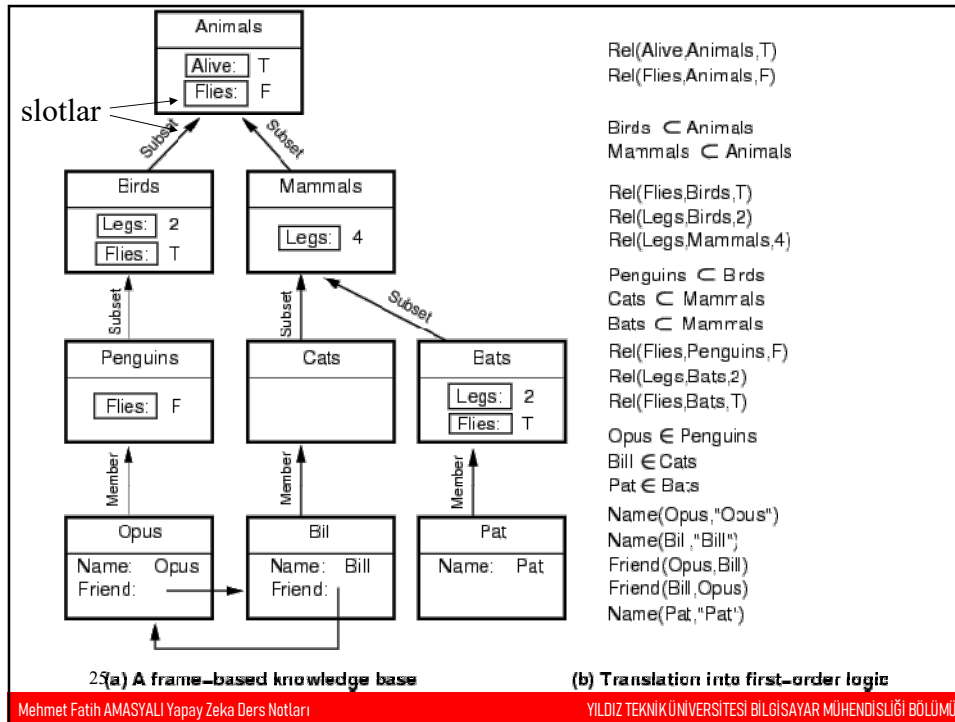 Animals
Alive: T
Flies: F
slotlar
Subset
Subset
Birds
Legs: 2
Flies: T
Mammals
Legs: 4
Subset
Subset
Subset
Penguins
Flies: F
Cats
Bats
Legs: 2
Flies: T
Member
Member
Member
Opus
Name: Opus
Friend:
Bil
Name: Bill
Friend:
Pat
Name: Pat
25
(a) A frame-based knowledge base
Rel(Alive,Animals,T)
Rel(Flies,Animals,F)
Birds ⊂ Animals
Mammals ⊂ Animals
Rel(Flies,Birds,T)
Rel(Legs,Birds,2)
Rel(Legs,Mammals,4)
Penguins ⊂ Birds
Cats ⊂ Mammals
Bats ⊂ Mammals
Rel(Flies,Penguins,F)
Rel(Legs,Bats,2)
Rel(Flies,Bats,T)
Opus ∈ Penguins
Bill ∈ Cats
Pat ∈ Bats
Name(Opus,"Opus")
Name(Bil,"Bill")
Friend(Opus,Bill)
Friend(Bill,Opus)
Name(Pat,"Pat")
(b) Translation into first-order logic
Mehmet Fatih AMASYALI Yapay Zeka Ders Notları
YILDIZ TEKNİK ÜNİVERSİTESİ BİLGİSAYAR MÜHENDİSLİĞİ BÖLÜMÜ